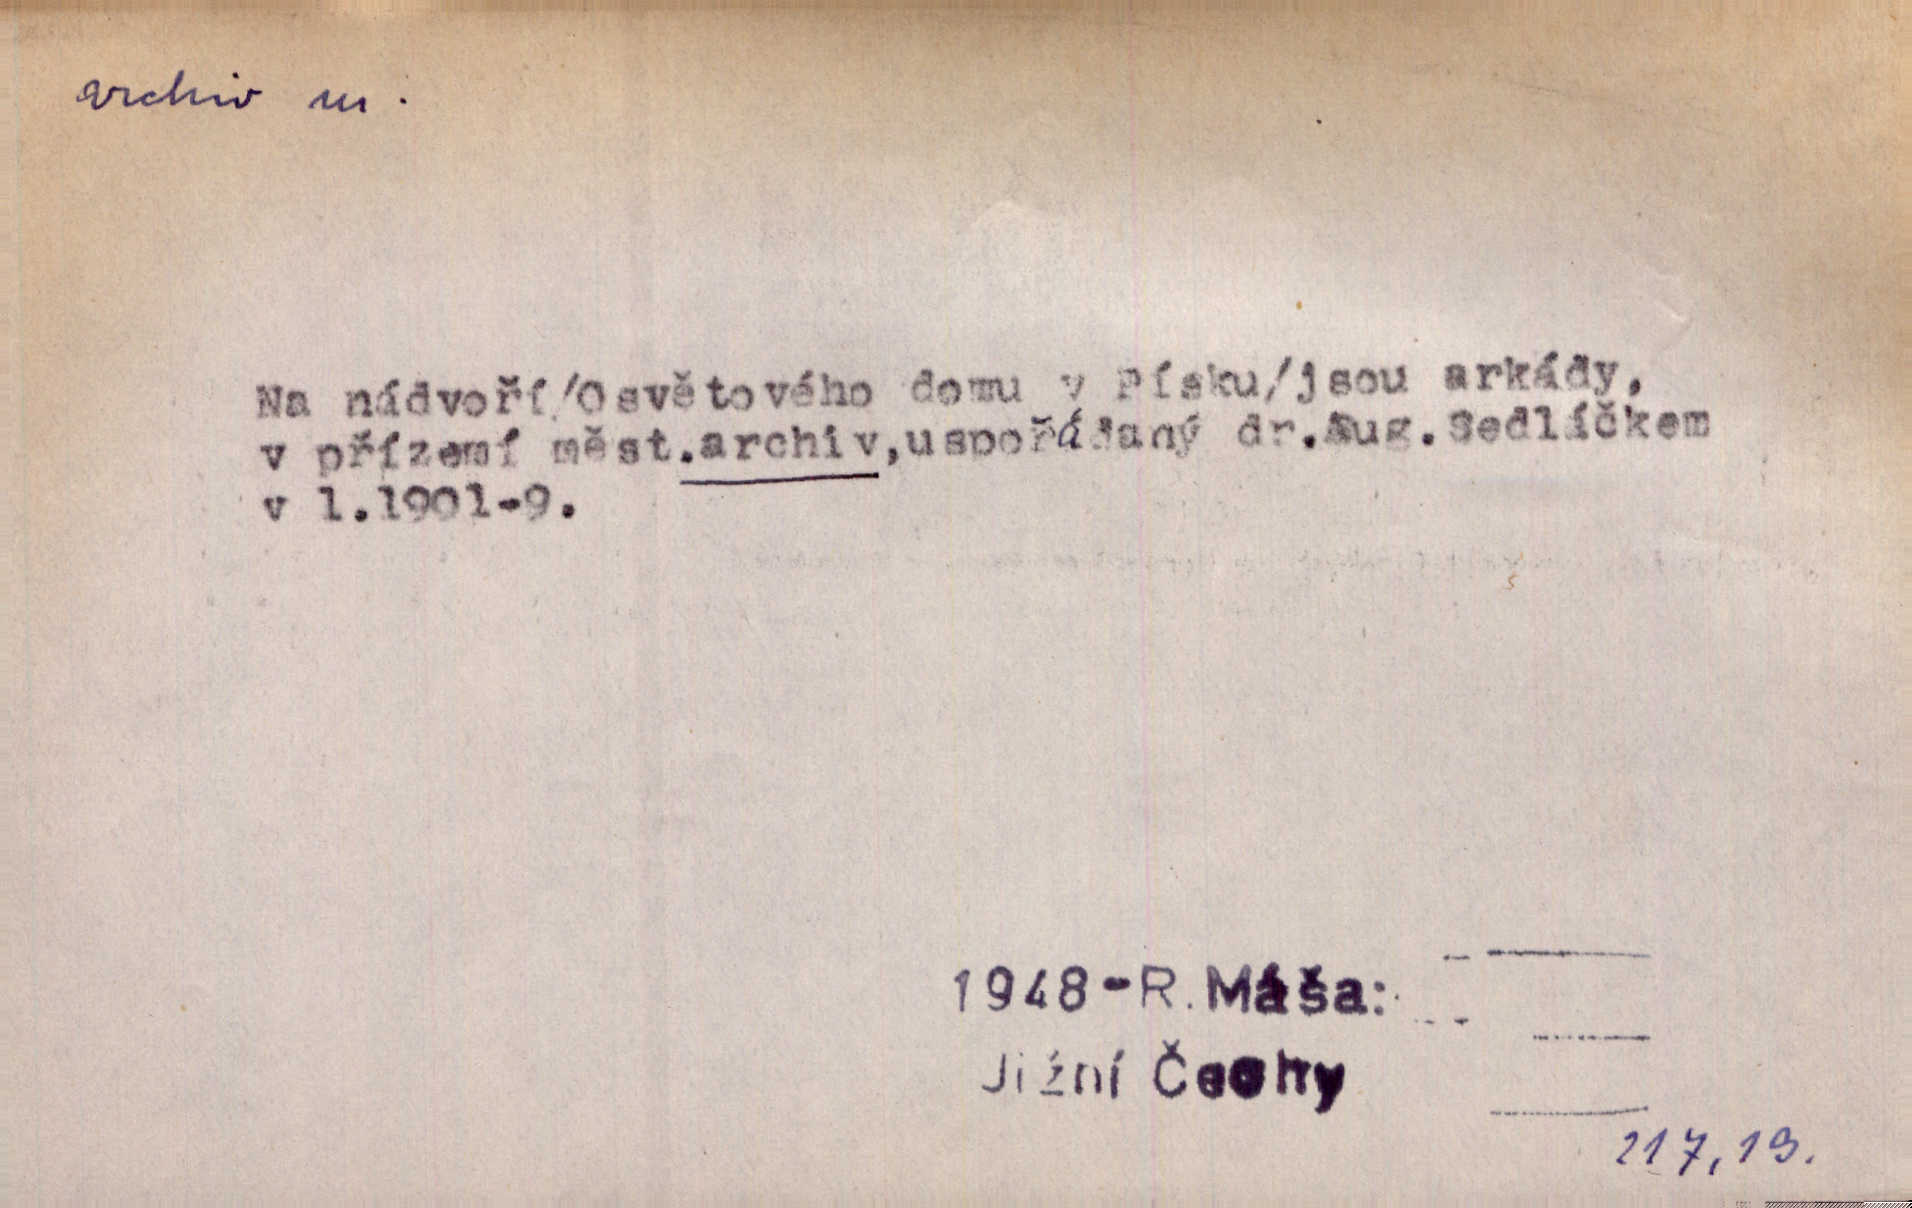 archiv m.
Na nádvoří/Osvětového domu v Písku/jsou arkády,
v přízemí měst.archiv,uspořádaný dr.Aug.Sedláčkem
v l.1901-9.
1948-R.Máša:
Jižní Čechy
217,19.